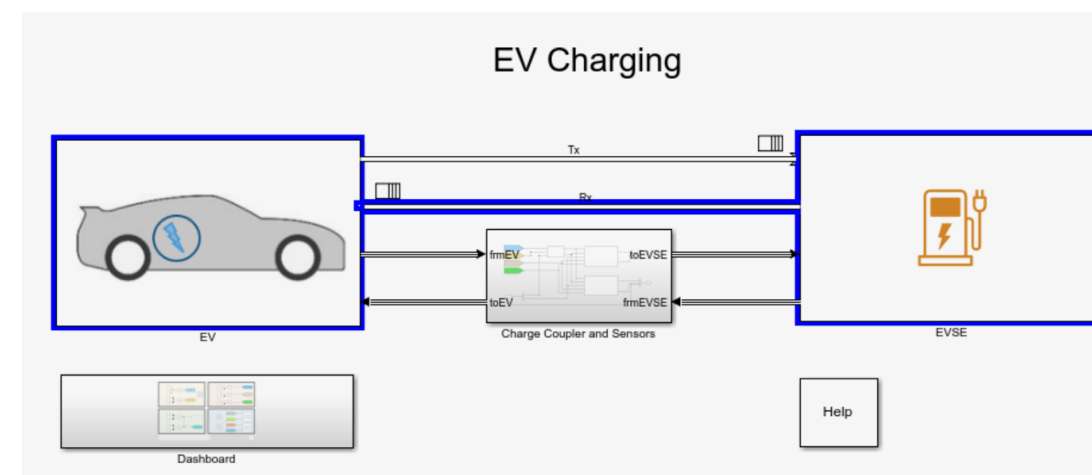 EV Charging
Tx
Rx
frmEV
toEVSE
toEV
frmEVSE
EV
Charge Coupler and Sensors
EVSE
Help
Dashboard